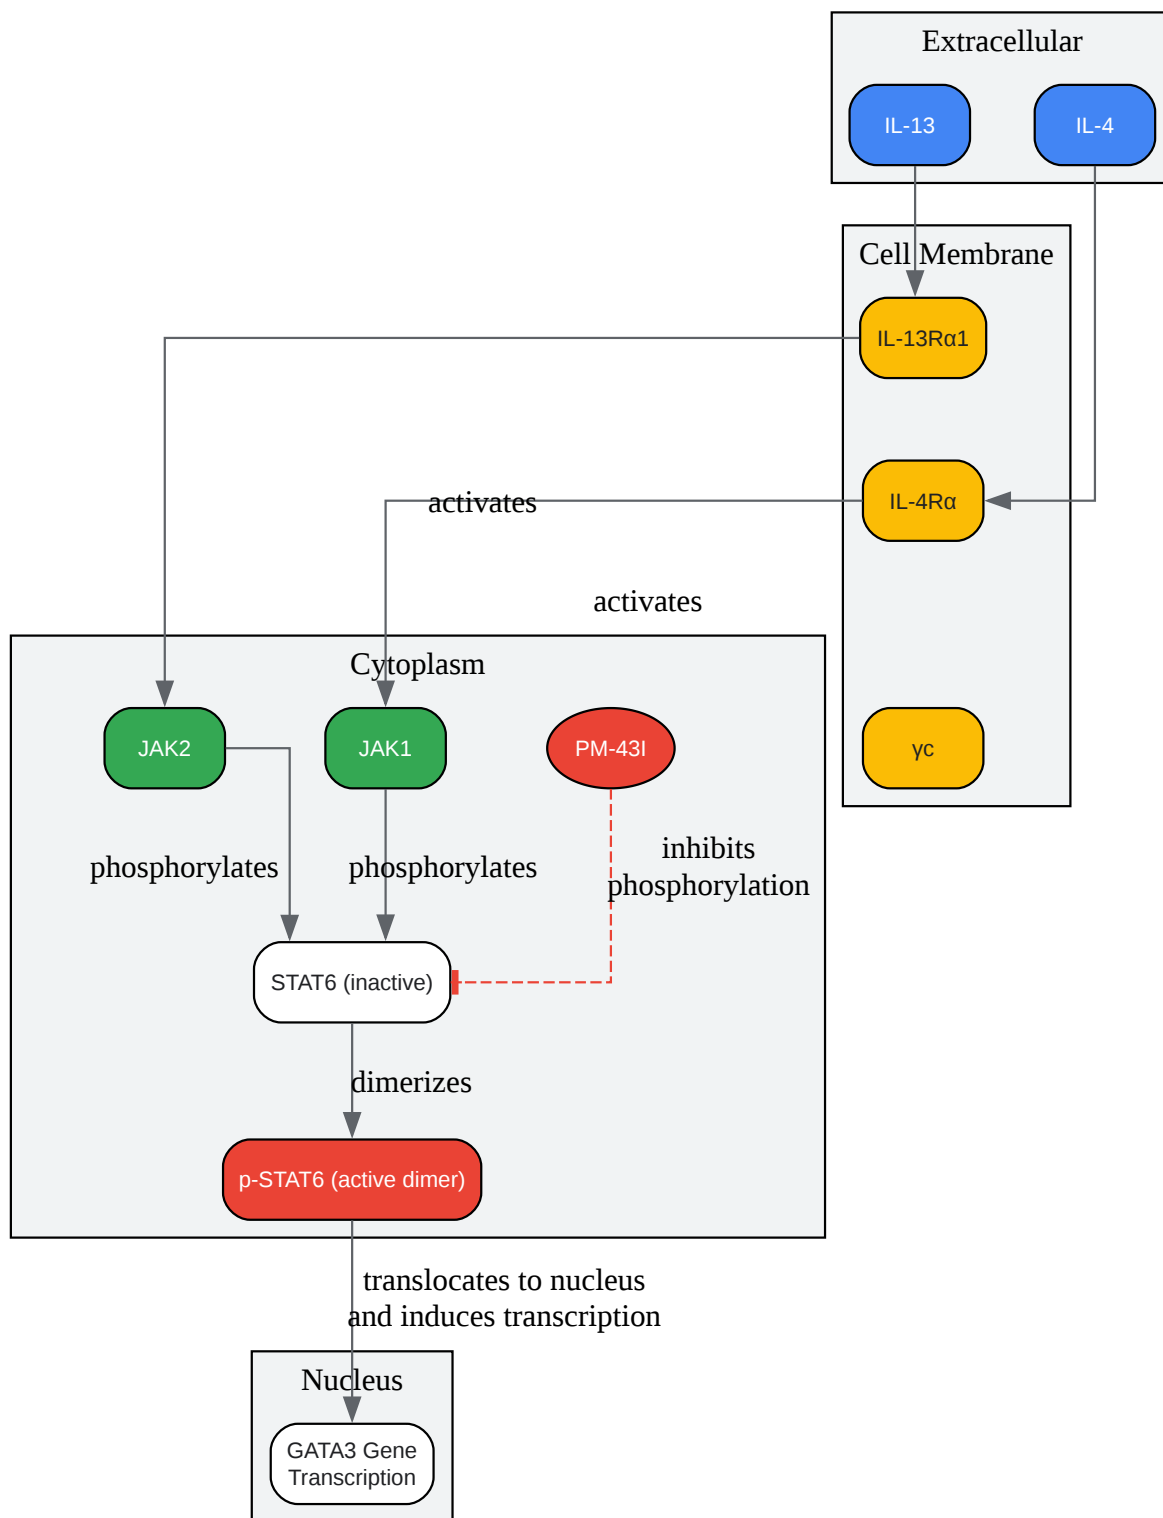 Extracellular
IL-13
IL-4
Cell Membrane
IL-13Rα1
IL-4Rα
activates
activates
Cytoplasm
JAK2
JAK1
PM-43I
γc
phosphorylates
phosphorylates
inhibits
phosphorylation
STAT6 (inactive)
dimerizes
p-STAT6 (active dimer)
translocates to nucleus
and induces transcription
Nucleus
GATA3 Gene
Transcription